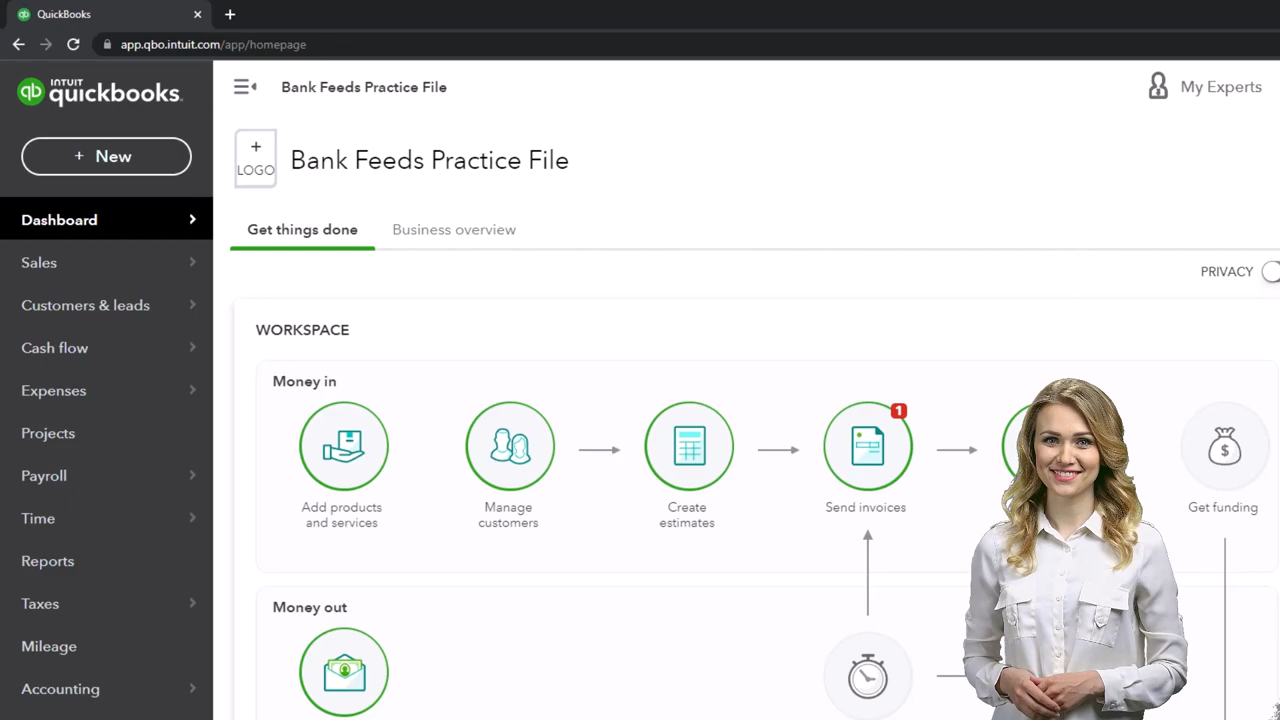 QuickBooks
app.qbo.intuit.com/app/homepage
INTUIT
quickbooks.
Bank Feeds Practice File
My Experts
+ New
+
LOGO
Bank Feeds Practice File
Dashboard
Get things done
Business overview
Sales
PRIVACY
Customers & leads
WORKSPACE
Cash flow
Money in
Expenses
1
Projects
Payroll
Add products
and services
Manage
customers
Create
estimates
Send invoices
Get funding
Time
Reports
Taxes
Money out
Mileage
Accounting